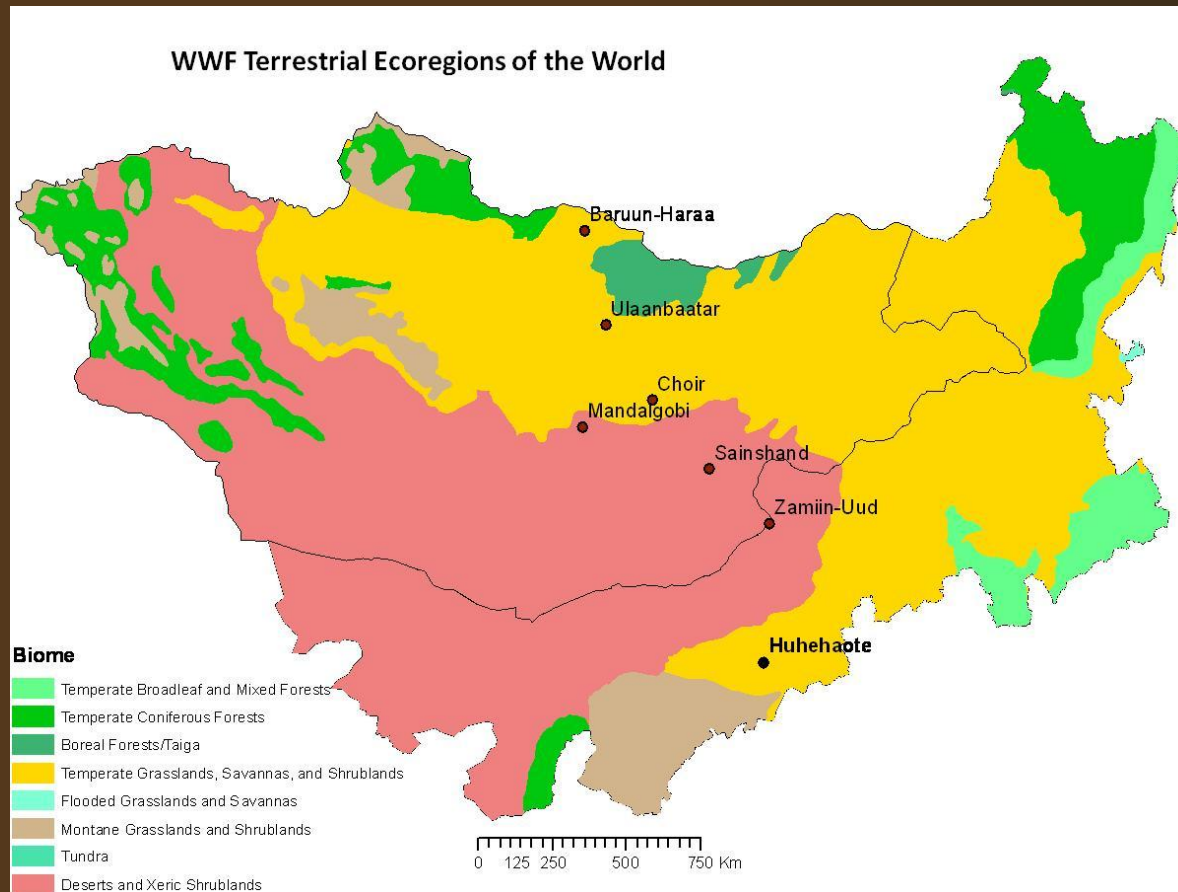 WWF Terrestrial Ecoregions of the World
Baruun-Haraa
Ulaanbaatar
Choir
Mandalgobi
Sainshand
Zamiin-Uud
Huhehaote
Biome
Temperate Broadleaf and Mixed Forests
Temperate Coniferous Forests
Boreal Forests/Taiga
Temperate Grasslands, Savannas, and Shrublands
Flooded Grasslands and Savannas
Montane Grasslands and Shrublands
Tundra
Deserts and Xeric Shrublands
0 125 250 500 750 Km